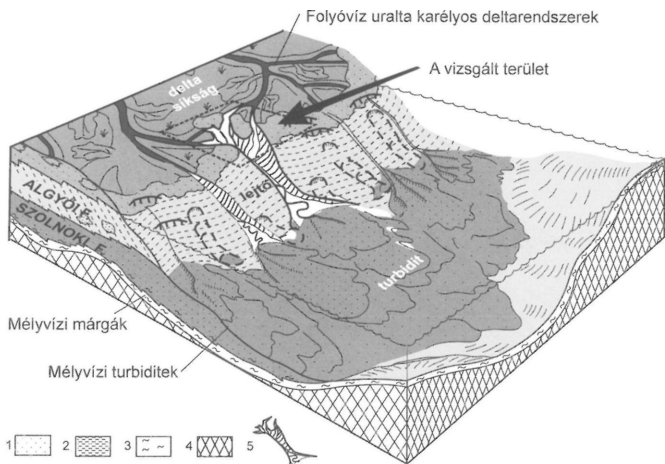 Folyóvíz uralta karélyos deltarendszerek
A vizsgált terület
delta
síkság
lejtő
ALGYŐI F.
SZOLNOKI F.
turbidit
Mélyvízi márgák
Mélyvízi turbiditek
1 2 3 4 5